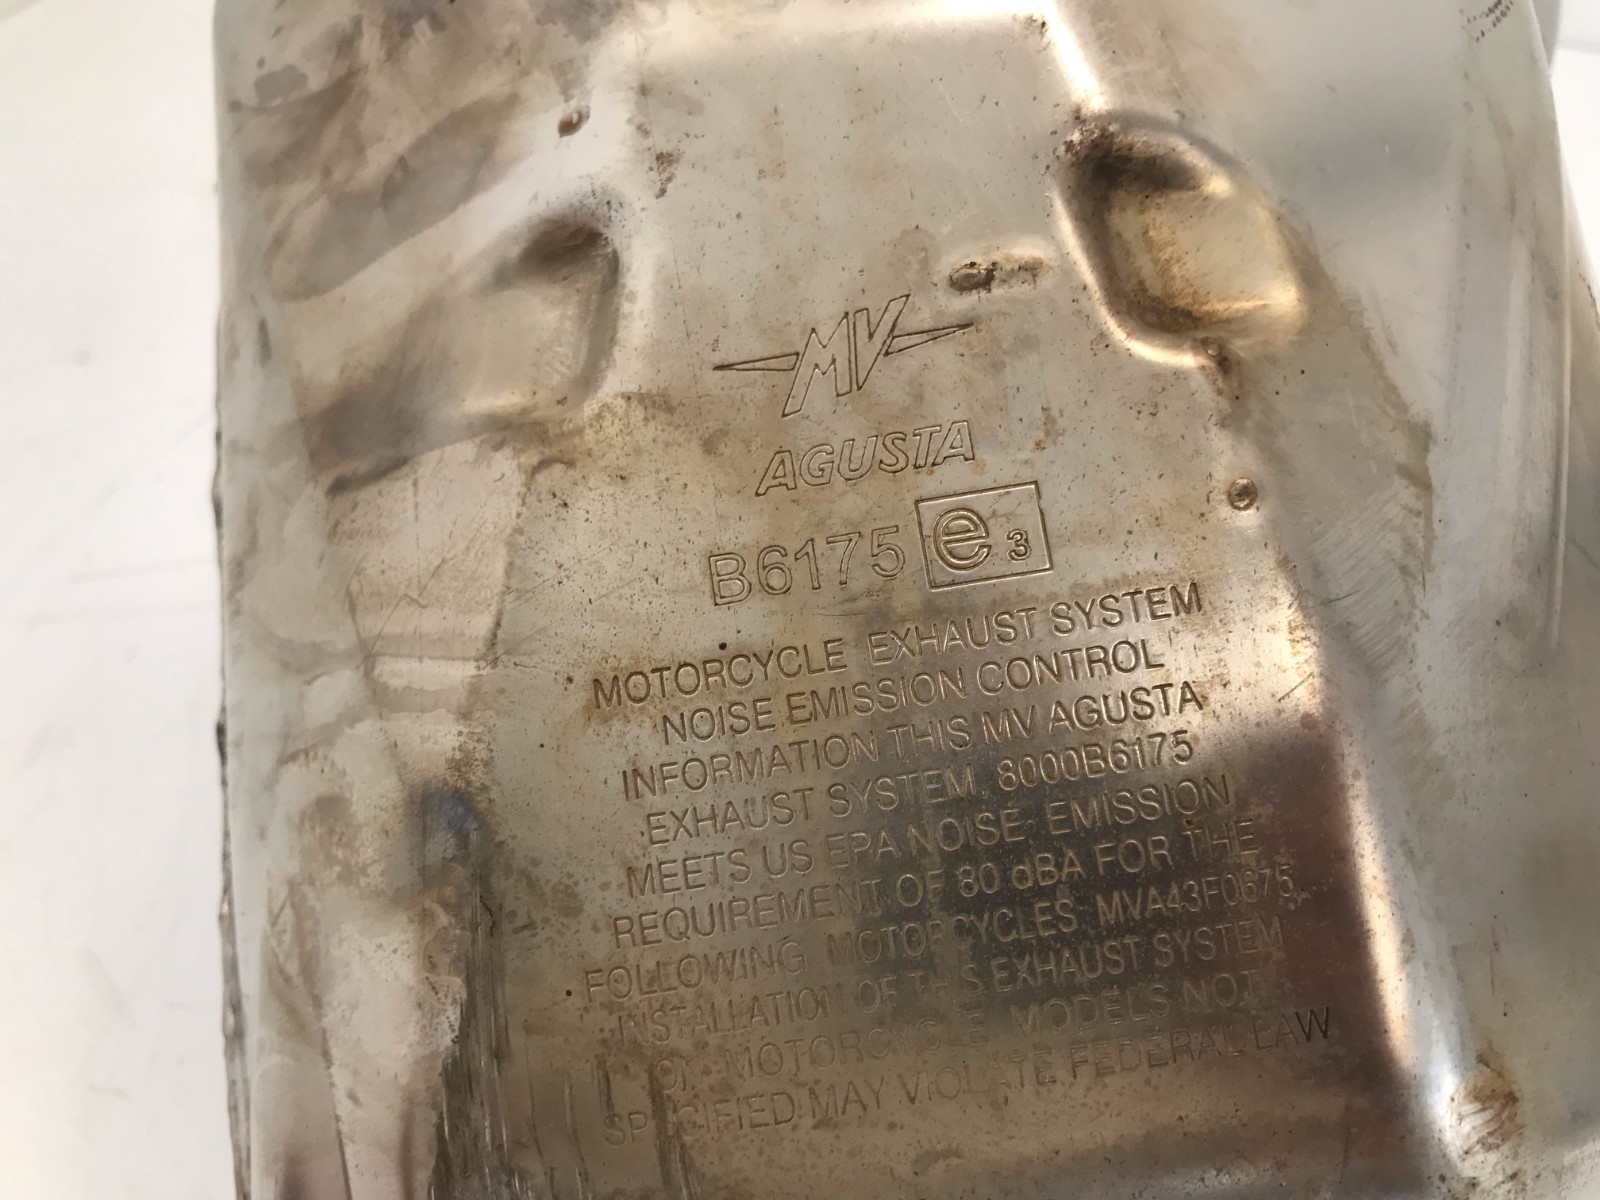 MV
AGUSTA
B6175 e3
MOTORCYCLE EXHAUST SYSTEM
NOISE EMISSION CONTROL
INFORMATION THIS MV AGUSTA
EXHAUST SYSTEM. 8000B6175
MEETS US EPA NOISE EMISSION
REQUIREMENT OF 80 dBA FOR THE
FOLLOWING MOTORCYCLES MVA43F0675.
INSTALLATION OF THIS EXHAUST SYSTEM
ON MOTORCYCLE MODELS NOT
SPECIFIED MAY VIOLATE FEDERAL LAW